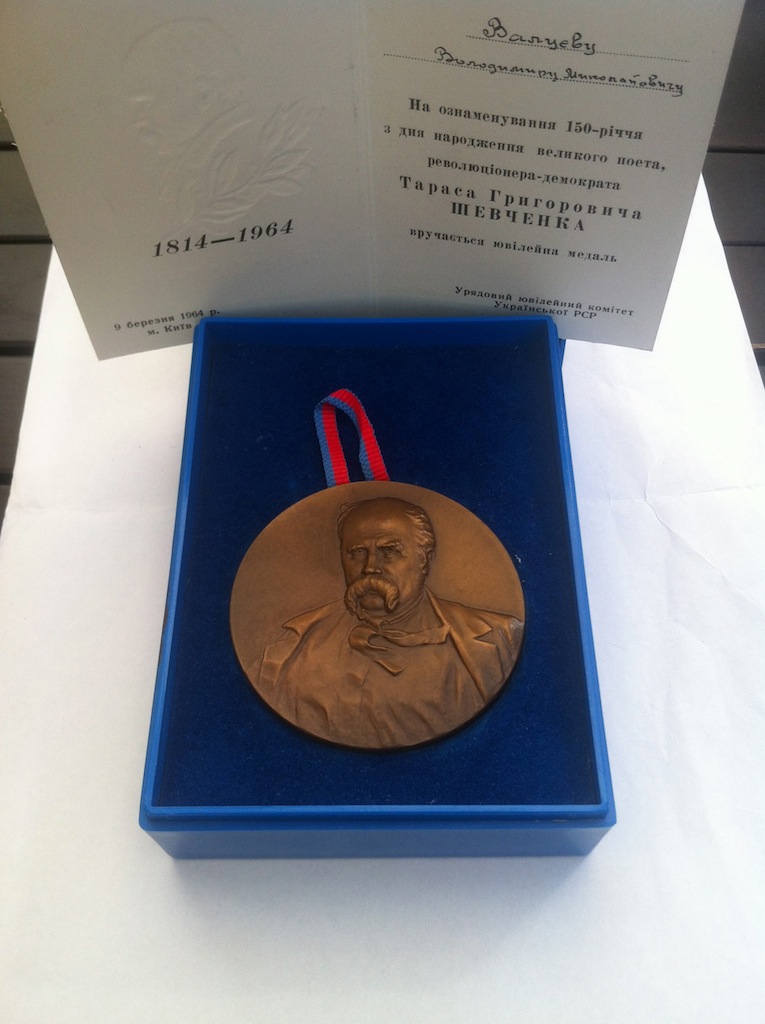 1814—1964
9 березня 1964 р.
м. Київ
Валцеву
Володимиру Миколайовичу
На ознаменування 150-річчя
з дня народження великого поета,
революціонера-демократа
Тараса Григоровича
ШЕВЧЕНКА
вручається ювілейна медаль
Урядовий ювілейний комітет
Української РСР